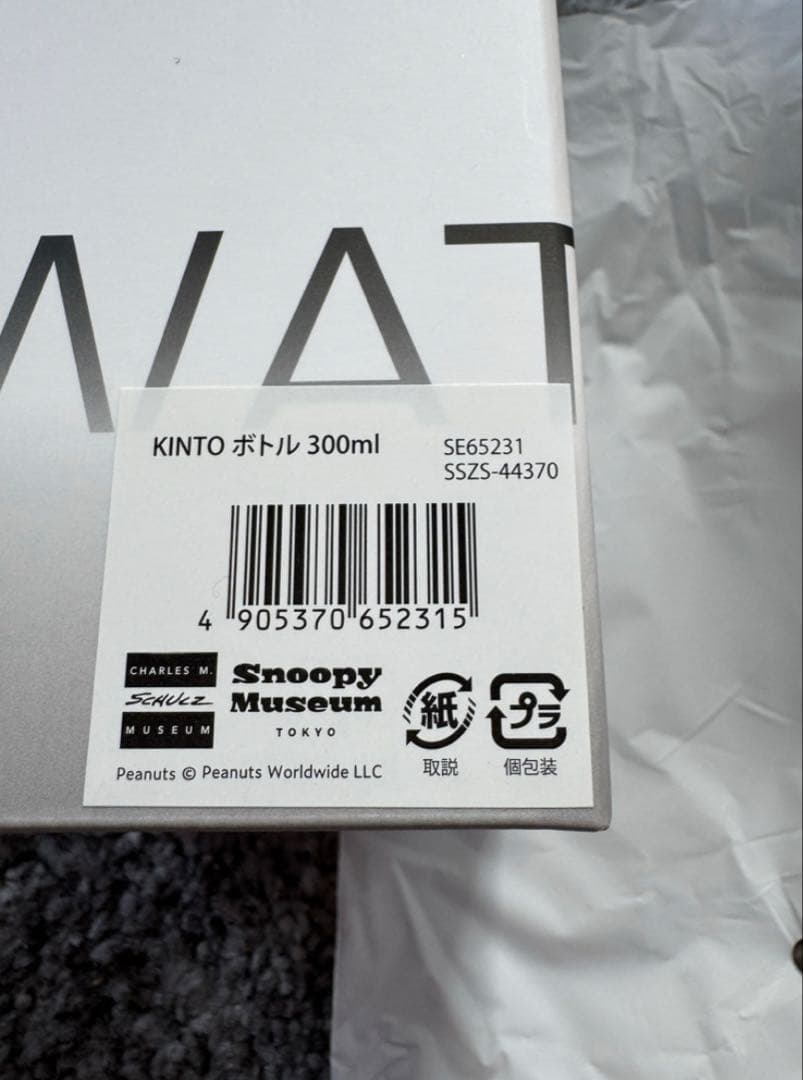 WAT
KINTO ボトル 300ml
SE65231
SSZS-44370
4 905370 652315
CHARLES M.
SCHULZ
MUSEUM
Snoopy
Museum
TOKYO
紙
取説
プラ
個包装
Peanuts © Peanuts Worldwide LLC